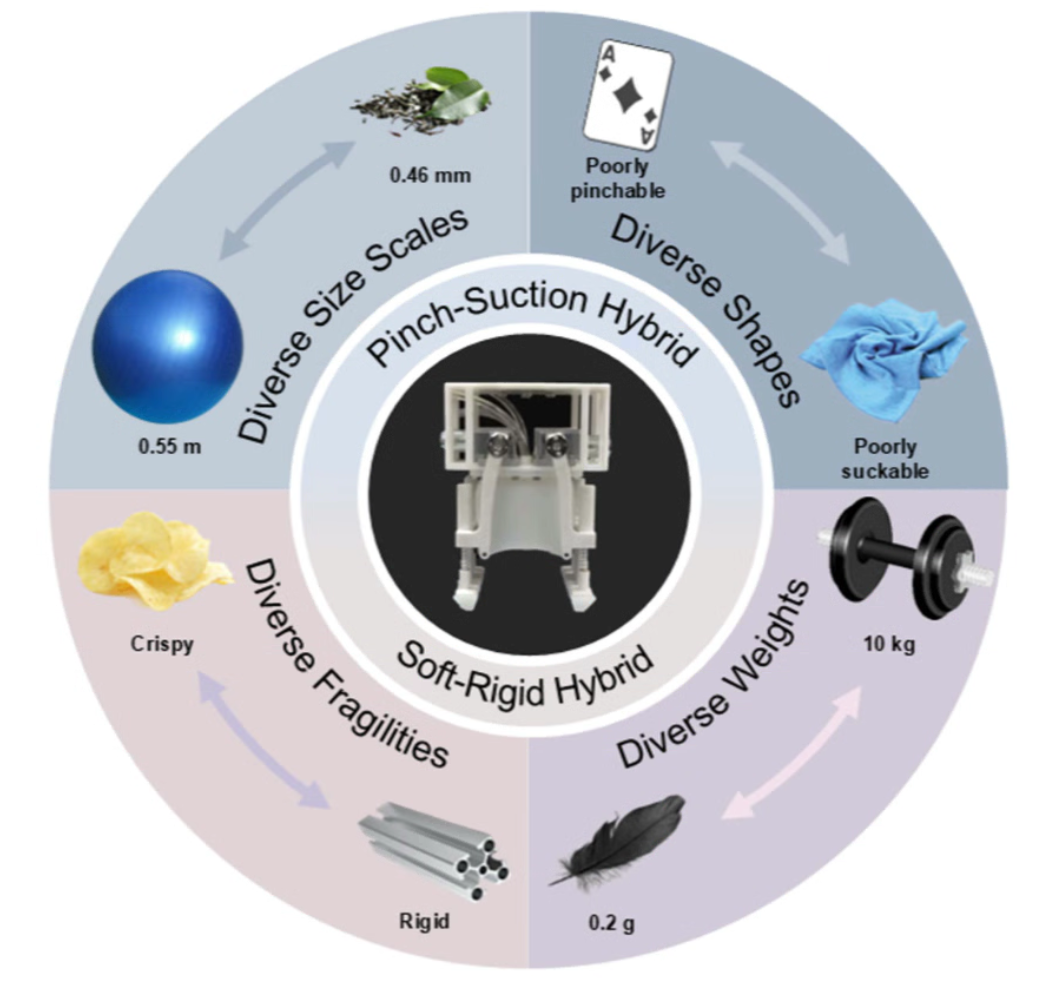 A
A
0.46 mm
Poorly
pinchable
Diverse Size Scales
Diverse Shapes
Pinch-Suction Hybrid
0.55 m
Poorly
suckable
Crispy
10 kg
Diverse Fragilities
Soft-Rigid Hybrid
Diverse Weights
Rigid
0.2 g